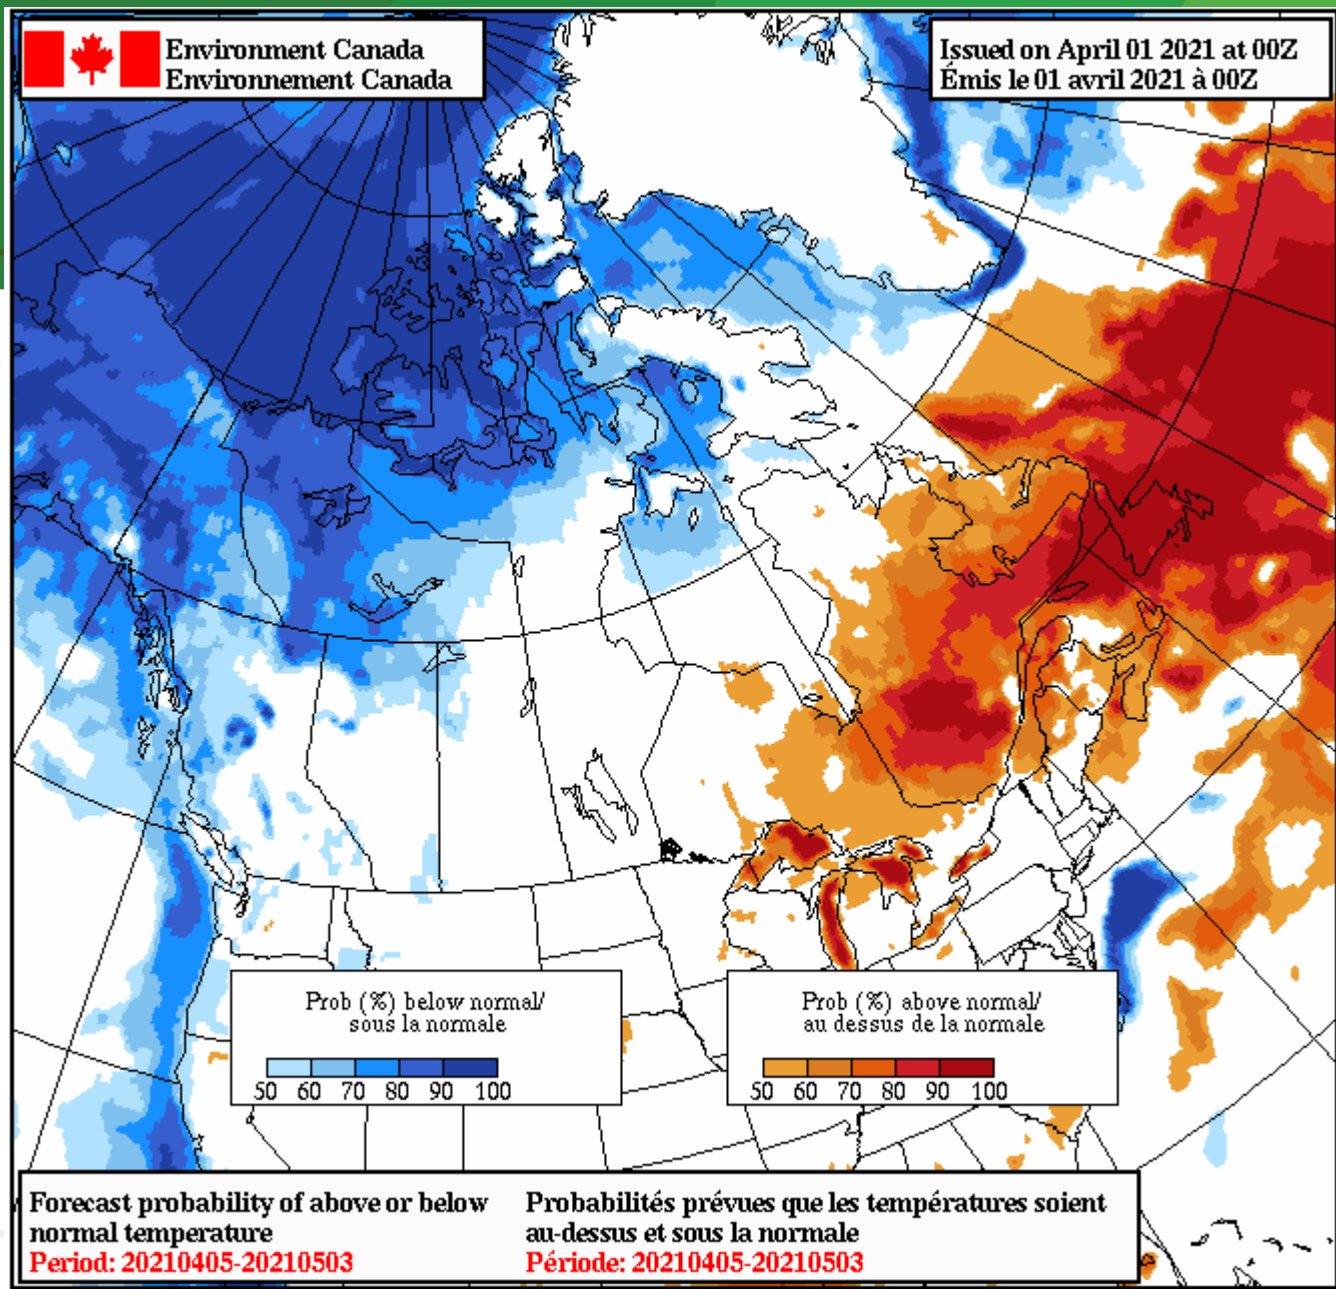 Environment Canada
Environnement Canada
Issued on April 01 2021 at 00Z
Émis le 01 avril 2021 à 00Z
Prob (%) below normal/
sous la normale
50 60 70 80 90 100
Prob (%) above normal/
au dessus de la normale
50 60 70 80 90 100
Forecast probability of above or below
normal temperature
Period: 20210405-20210503
Probabilités prévues que les températures soient
au-dessus et sous la normale
Période: 20210405-20210503